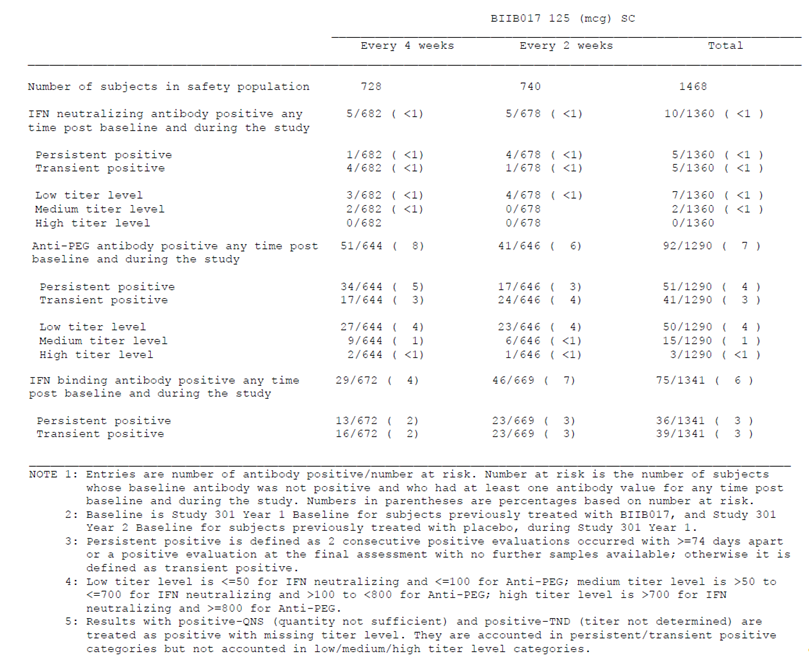 BIIB017 125 (mcg) SC
Every 4 weeks Every 2 weeks Total
Number of subjects in safety population 728 740 1468
IFN neutralizing antibody positive any 5/682 ( <1) 5/678 ( <1) 10/1360 ( <1 )
time post baseline and during the study
Persistent positive 1/682 ( <1) 4/678 ( <1) 5/1360 ( <1 )
Transient positive 4/682 ( <1) 1/678 ( <1) 5/1360 ( <1 )
Low titer level 3/682 ( <1) 4/678 ( <1) 7/1360 ( <1 )
Medium titer level 2/682 ( <1) 0/678 2/1360 ( <1 )
High titer level 0/682 0/678 0/1360
Anti-PEG antibody positive any time post 51/644 ( 8) 41/646 ( 6) 92/1290 ( 7 )
baseline and during the study
Persistent positive 34/644 ( 5) 17/646 ( 3) 51/1290 ( 4 )
Transient positive 17/644 ( 3) 24/646 ( 4) 41/1290 ( 3 )
Low titer level 27/644 ( 4) 23/646 ( 4) 50/1290 ( 4 )
Medium titer level 9/644 ( 1) 6/646 ( <1) 15/1290 ( 1 )
High titer level 2/644 ( <1) 1/646 ( <1) 3/1290 ( <1 )
IFN binding antibody positive any time 29/672 ( 4) 46/669 ( 7) 75/1341 ( 6 )
post baseline and during the study
Persistent positive 13/672 ( 2) 23/669 ( 3) 36/1341 ( 3 )
Transient positive 16/672 ( 2) 23/669 ( 3) 39/1341 ( 3 )
NOTE 1: Entries are number of antibody positive/number at risk. Number at risk is the number of subjects
whose baseline antibody was not positive and who had at least one antibody value for any time post
baseline and during the study. Numbers in parentheses are percentages based on number at risk.
2: Baseline is Study 301 Year 1 Baseline for subjects previously treated with BIIB017, and Study 301
Year 2 Baseline for subjects previously treated with placebo, during Study 301 Year 1.
3: Persistent positive is defined as 2 consecutive positive evaluations occurred with >=74 days apart
or a positive evaluation at the final assessment with no further samples available; otherwise it is
defined as transient positive.
4: Low titer level is <=50 for IFN neutralizing and <=100 for Anti-PEG; medium titer level is >50 to
<=700 for IFN neutralizing and >100 to <800 for Anti-PEG; high titer level is >700 for IFN
neutralizing and >=800 for Anti-PEG.
5: Results with positive-QNS (quantity not sufficient) and positive-TND (titer not determined) are
treated as positive with missing titer level. They are accounted in persistent/transient positive
categories but not accounted in low/medium/high titer level categories.